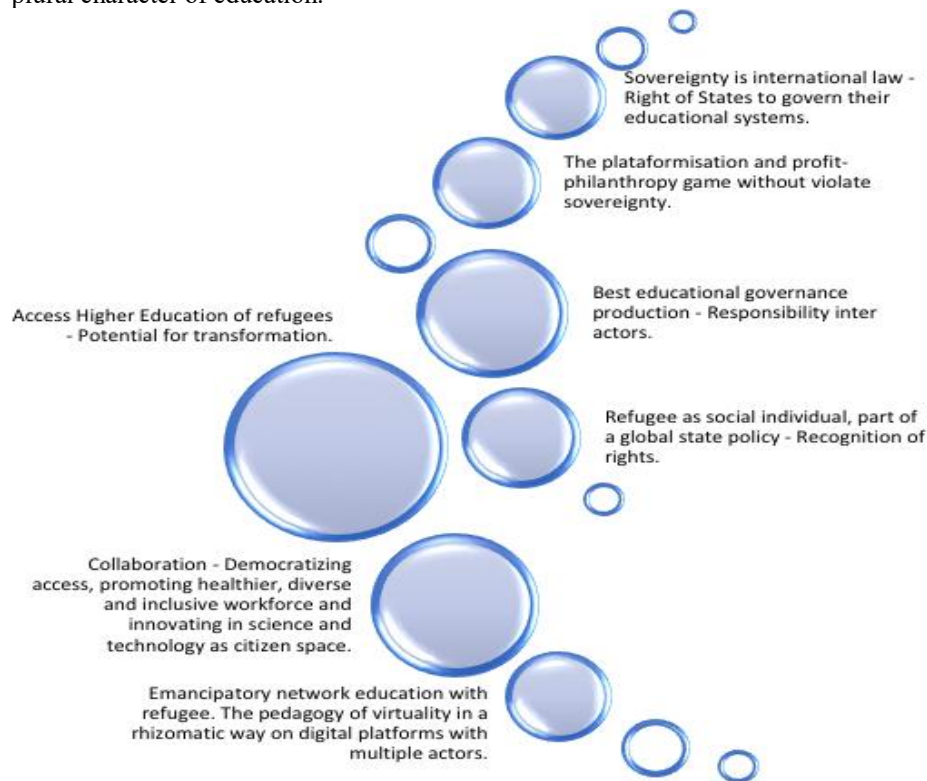 plural character of education.
Sovereignty is international law -
Right of States to govern their
educational systems.
The plataformisation and profit-
philanthropy game without violate
sovereignty.
Best educational governance
production - Responsibility inter
actors.
Access Higher Education of refugees
- Potential for transformation.
Refugee as social individual, part of
a global state policy - Recognition of
rights.
Collaboration - Democratizing
access, promoting healthier, diverse
and inclusive workforce and
innovating in science and
technology as citizen space.
Emancipatory network education with
refugee. The pedagogy of virtuality in a
rhizomatic way on digital platforms with
multiple actors.